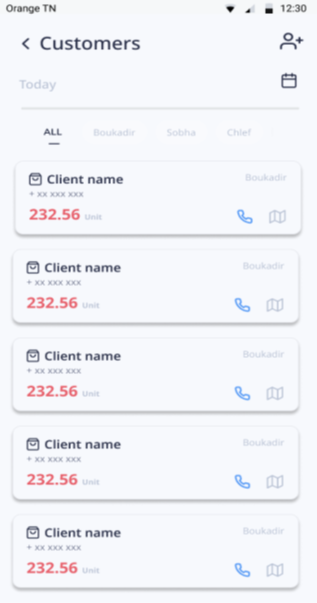 Orange TN 12:30
Customers
Today
ALL Boukadir Sobha Chlef
Client name Boukadir
+ xx xxx xxx
232.56 Unit
Client name Boukadir
+ xx xxx xxx
232.56 Unit
Client name Boukadir
+ xx xxx xxx
232.56 Unit
Client name Boukadir
+ xx xxx xxx
232.56 Unit
Client name Boukadir
+ xx xxx xxx
232.56 Unit